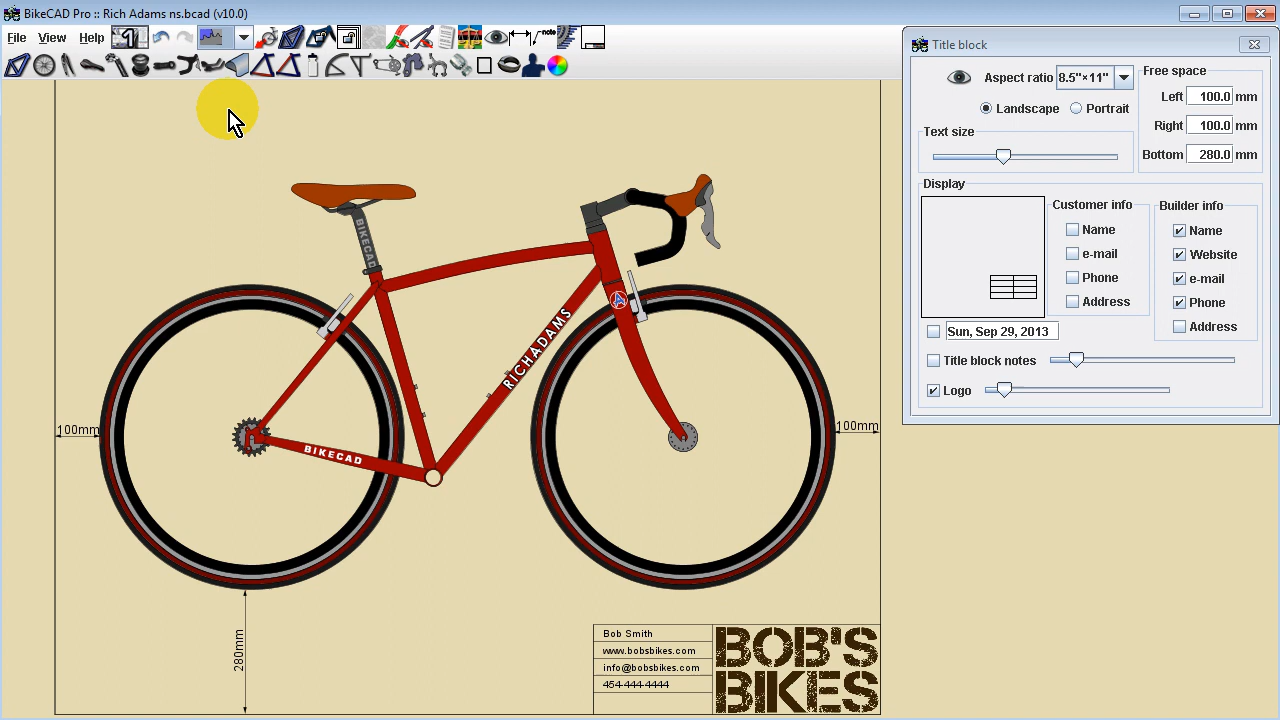 BikeCAD Pro :: Rich Adams ns.bcad (v10.0)
File View Help
note
Title block
Aspect ratio 8.5"×11"
Landscape Portrait
Text size
Free space
Left 100.0 mm
Right 100.0 mm
Bottom 280.0 mm
Display
Customer info
Name
e-mail
Phone
Address
Builder info
Name
Website
e-mail
Phone
Address
Sun, Sep 29, 2013
Title block notes
Logo
BIKECAD
A
RICHADAMS
BIKECAD
100mm
100mm
280mm
Bob Smith
www.bobsbikes.com
info@bobsbikes.com
454-444-4444
BOB'S
BIKES